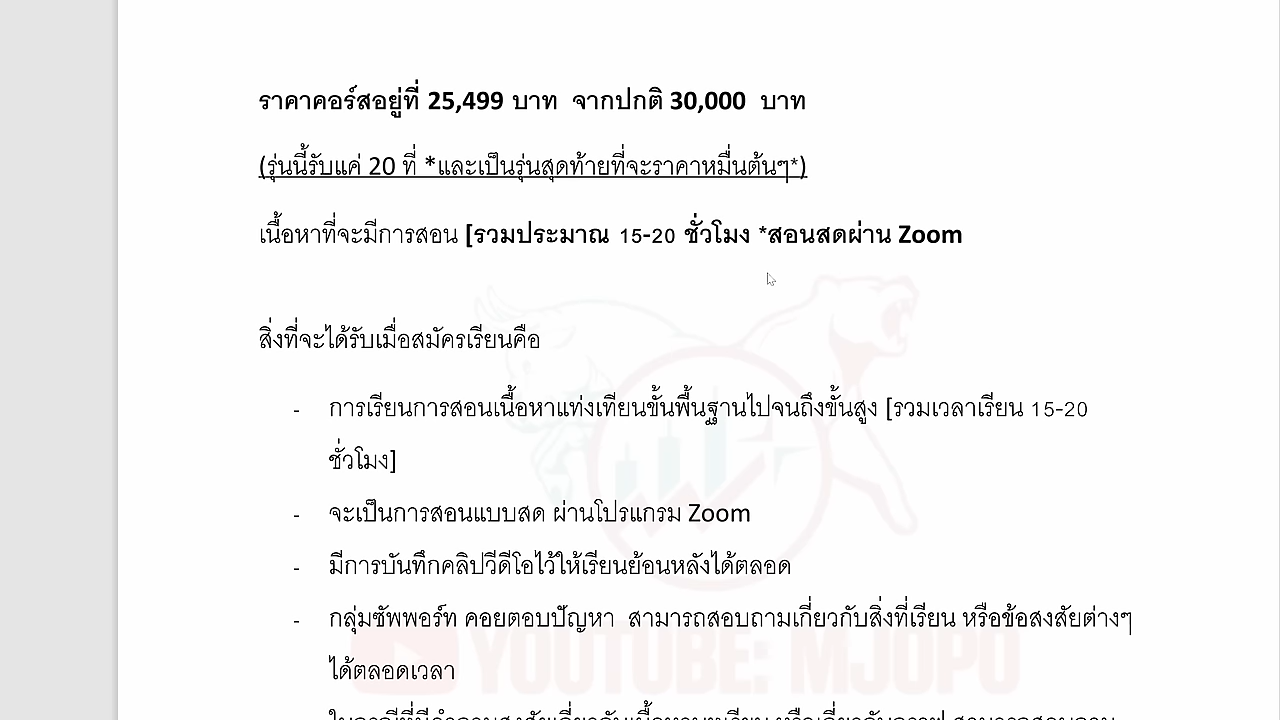 ราคาคอร์สอยู่ที่ 25,499 บาท จากปกติ 30,000 บาท
(รุ่นนี้รับแค่ 20 ที่ *และเป็นรุ่นสุดท้ายที่จะราคาหมื่นต้นๆ*)
เนื้อหาที่จะมีการสอน [รวมประมาณ 15-20 ชั่วโมง *สอนสดผ่าน Zoom
สิ่งที่จะได้รับเมื่อสมัครเรียนคือ
- การเรียนการสอนเนื้อหาแท่งเทียนขั้นพื้นฐานไปจนถึงขั้นสูง [รวมเวลาเรียน 15-20
ชั่วโมง]
- จะเป็นการสอนแบบสด ผ่านโปรแกรม Zoom
- มีการบันทึกคลิปวีดีโอไว้ให้เรียนย้อนหลังได้ตลอด
- กลุ่มซัพพอร์ท คอยตอบปัญหา สามารถสอบถามเกี่ยวกับสิ่งที่เรียน หรือข้อสงสัยต่างๆ
ได้ตลอดเวลา
YOUTUBE: MJOPO